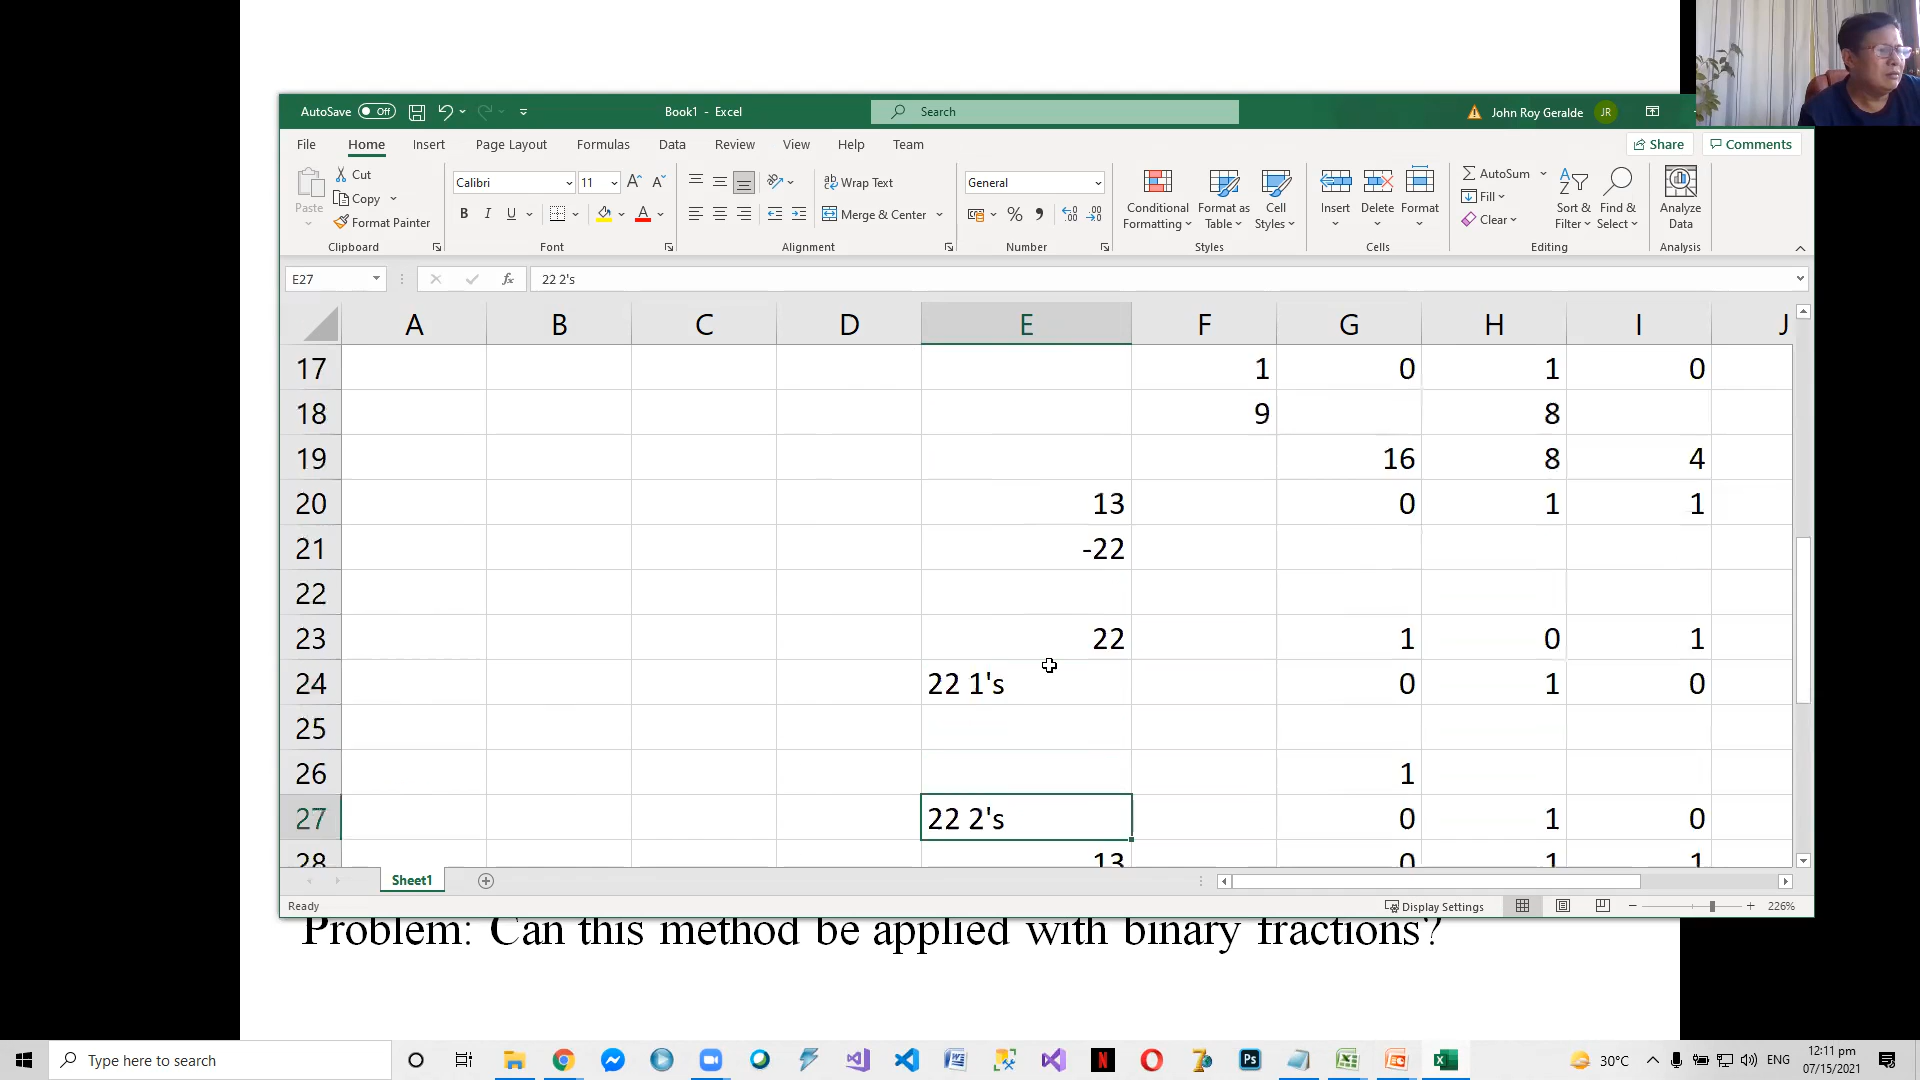 AutoSave Off Book1 - Excel Search John Roy Geralde JR
File Home Insert Page Layout Formulas Data Review View Help Team Share Comments
Paste Cut Copy Format Painter
Calibri 11 A A
B I U A
Wrap Text
Merge & Center
General
% 9
Conditional Formatting
Format as Table
Cell Styles
Insert Delete Format
AutoSum
Fill
Clear
Sort & Filter
Find & Select
Analyze Data
Clipboard Font Alignment Number Styles Cells Editing Analysis
E27 fx 22 2's
A B C D E F G H I J
17 1 0 1 0
18 9 8
19 16 8 4
20 13 0 1 1
21 -22
22
23 22 1 0 1
24 22 1's 0 1 0
25
26 1
27 22 2's 0 1 0
28 13 0 1 1
Sheet1
Ready Display Settings 226%
Problem: Can this method be applied with binary fractions?
Type here to search
30°C ENG 12:11 pm
07/15/2021